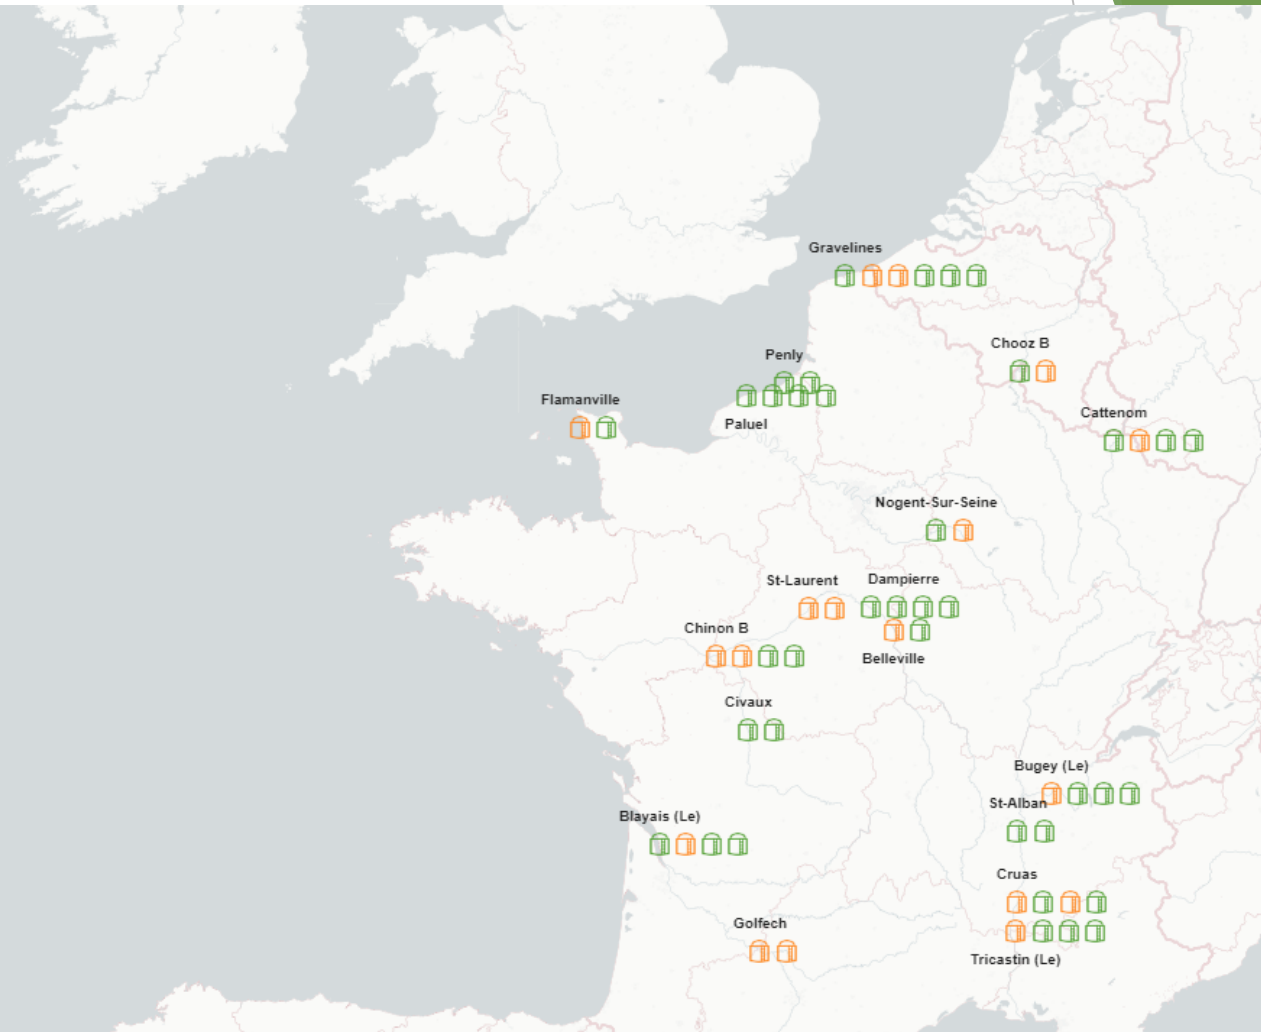 Gravelines
Chooz B
Penly
Flamanville
Cattenom
Paluel
Nogent-Sur-Seine
St-Laurent
Dampierre
Chinon B
Belleville
Civaux
Bugey (Le)
St-Alban
Blayais (Le)
Cruas
Golfech
Tricastin (Le)